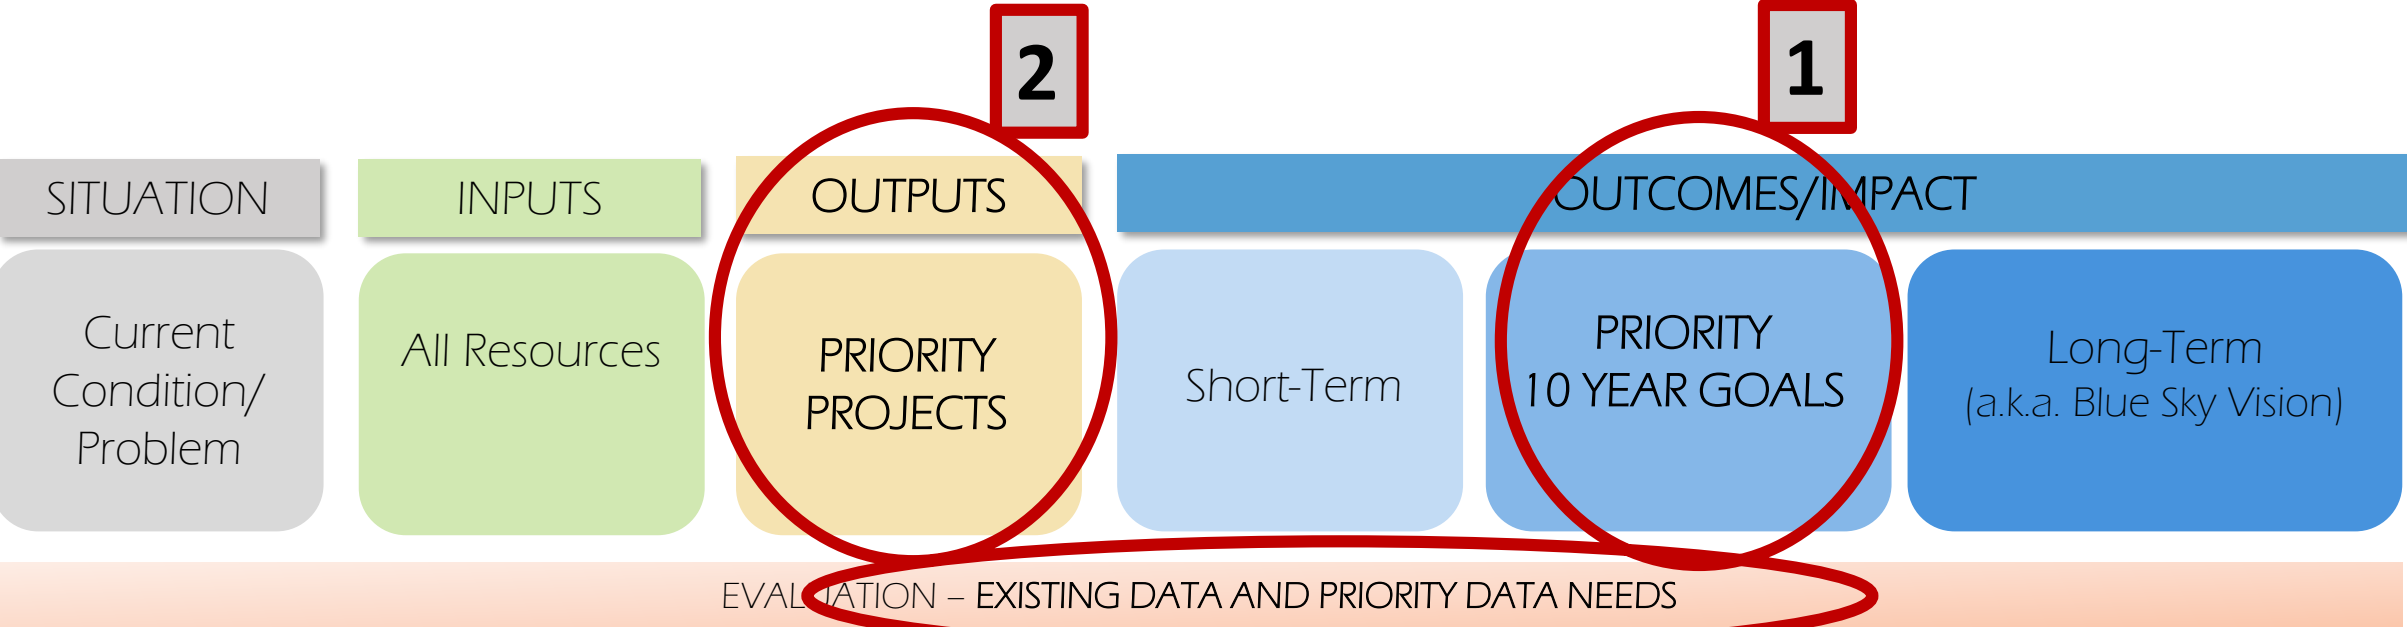 2
1
SITUATION
INPUTS
OUTPUTS
OUTCOMES/IMPACT
Current
Condition/
Problem
All Resources
PRIORITY
PROJECTS
Short-Term
PRIORITY
10 YEAR GOALS
Long-Term
(a.k.a. Blue Sky Vision)
EVALUATION – EXISTING DATA AND PRIORITY DATA NEEDS